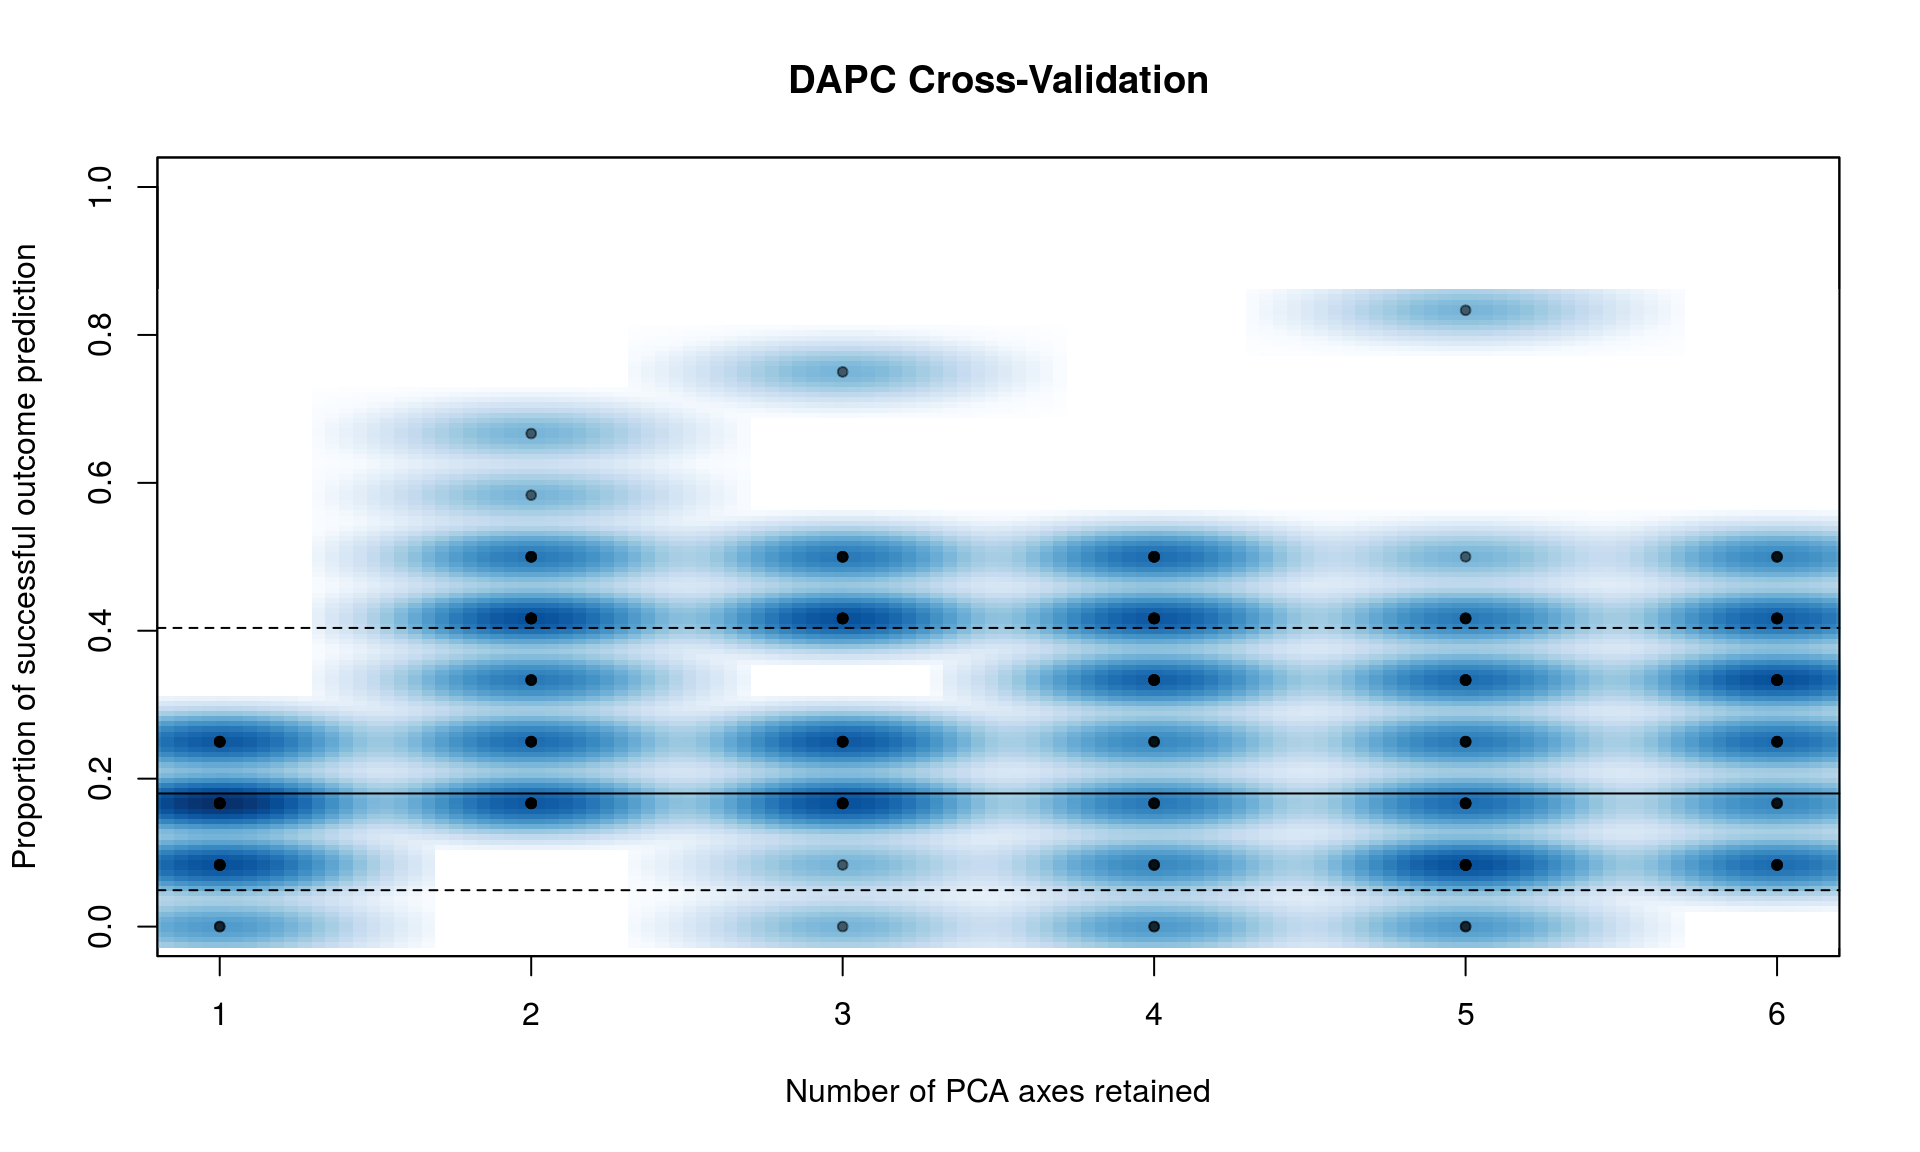 DAPC Cross-Validation
Proportion of successful outcome prediction
1.0
0.8
0.6
0.4
0.2
0.0
1 2 3 4 5 6
Number of PCA axes retained